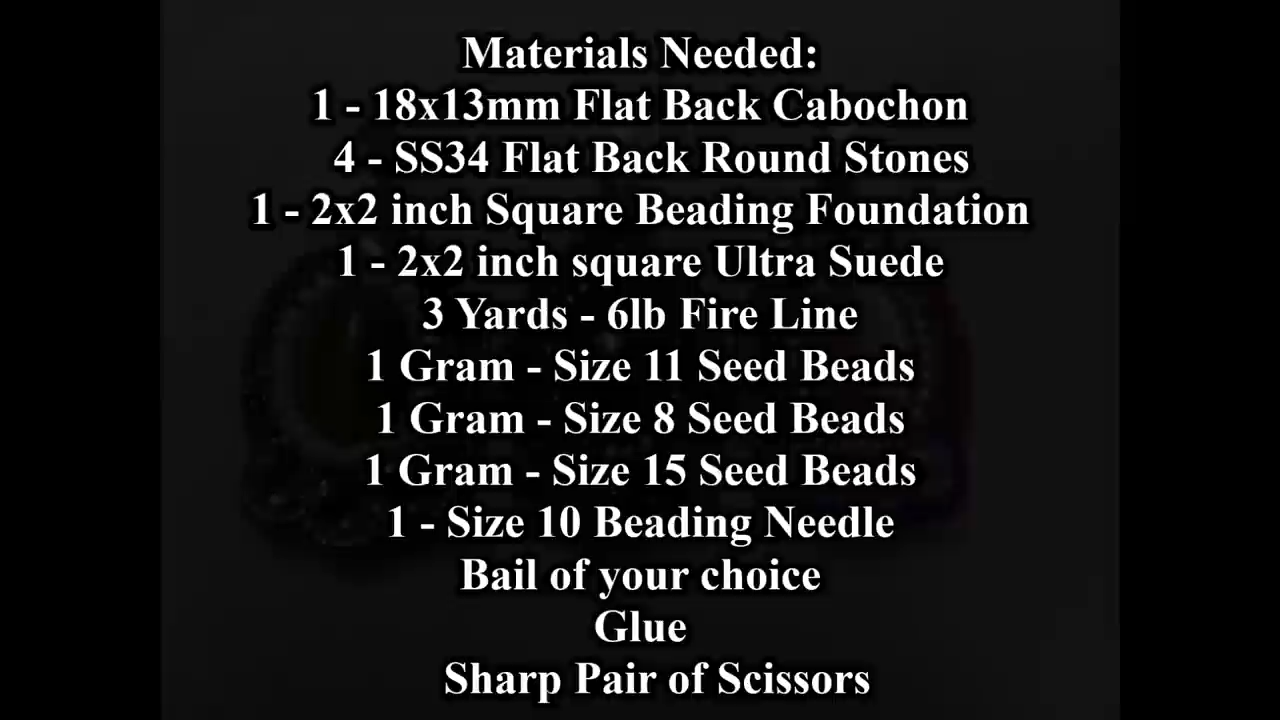 Materials Needed:
1 - 18x13mm Flat Back Cabochon
4 - SS34 Flat Back Round Stones
1 - 2x2 inch Square Beading Foundation
1 - 2x2 inch square Ultra Suede
3 Yards - 6lb Fire Line
1 Gram - Size 11 Seed Beads
1 Gram - Size 8 Seed Beads
1 Gram - Size 15 Seed Beads
1 - Size 10 Beading Needle
Bail of your choice
Glue
Sharp Pair of Scissors